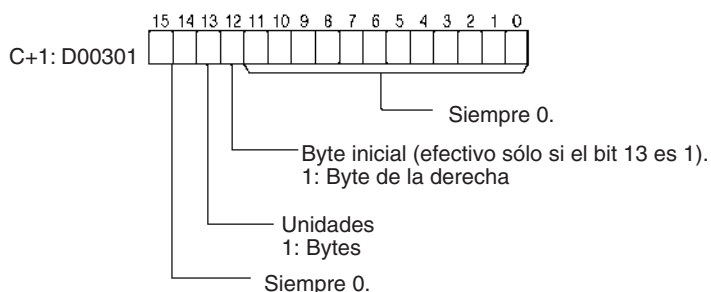 15 14 13 12 11 10 9 8 7 6 5 4 3 2 1 0
C+1: D00301
Siempre 0.
Byte inicial (efectivo sólo si el bit 13 es 1).
1: Byte de la derecha
Unidades
1: Bytes
Siempre 0.